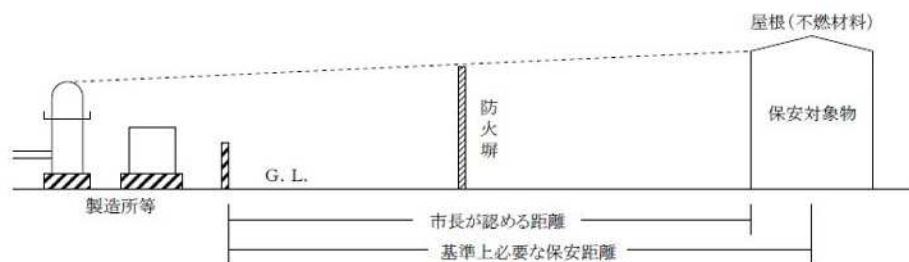 屋根(不燃材料)
防火塀
保安対象物
G. L.
製造所等
市長が認める距離
基準上必要な保安距離